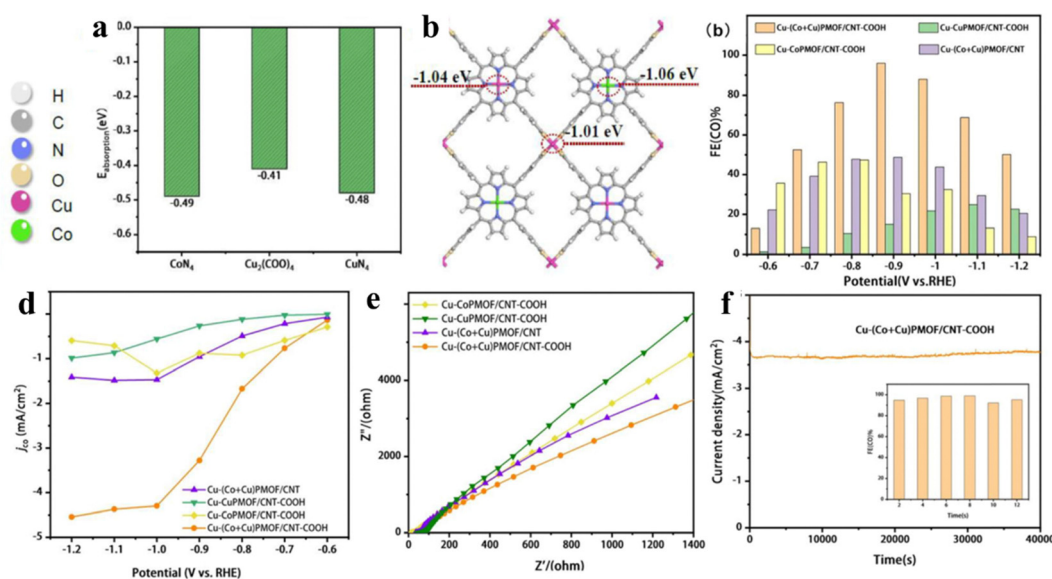 H
C
N
O
Cu
Co
a
E_absorption(eV)
0.0
-0.1
-0.2
-0.3
-0.4
-0.5
-0.6
-0.49
-0.41
-0.48
CoN₄
Cu₂(COO)₄
CuN₄
b
-1.04 eV
-1.06 eV
-1.01 eV
(b)
Cu-(Co+Cu)PMOF/CNT-COOH
Cu-CuPMOF/CNT-COOH
Cu-CoPMOF/CNT-COOH
Cu-(Co+Cu)PMOF/CNT
FE(CO)%
100
80
60
40
20
0
-0.6 -0.7 -0.8 -0.9 -1 -1.1 -1.2
Potential(V vs.RHE)
d
j_co (mA/cm²)
0
-1
-2
-3
-4
-5
Cu-(Co+Cu)PMOF/CNT
Cu-CuPMOF/CNT-COOH
Cu-CoPMOF/CNT-COOH
Cu-(Co+Cu)PMOF/CNT-COOH
-1.2 -1.1 -1.0 -0.9 -0.8 -0.7 -0.6
Potential (V vs. RHE)
e
Cu-CoPMOF/CNT-COOH
Cu-CuPMOF/CNT-COOH
Cu-(Co+Cu)PMOF/CNT
Cu-(Co+Cu)PMOF/CNT-COOH
Z''/(ohm)
4000
2000
0
0 200 400 600 800 1000 1200 1400
Z'/(ohm)
f
Cu-(Co+Cu)PMOF/CNT-COOH
Current density(mA/cm²)
-4
-3
-2
-1
0
FE(CO)%
100
80
60
40
20
0
2 4 6 8 10 12
Time(s)
0 10000 20000 30000 40000
Time(s)